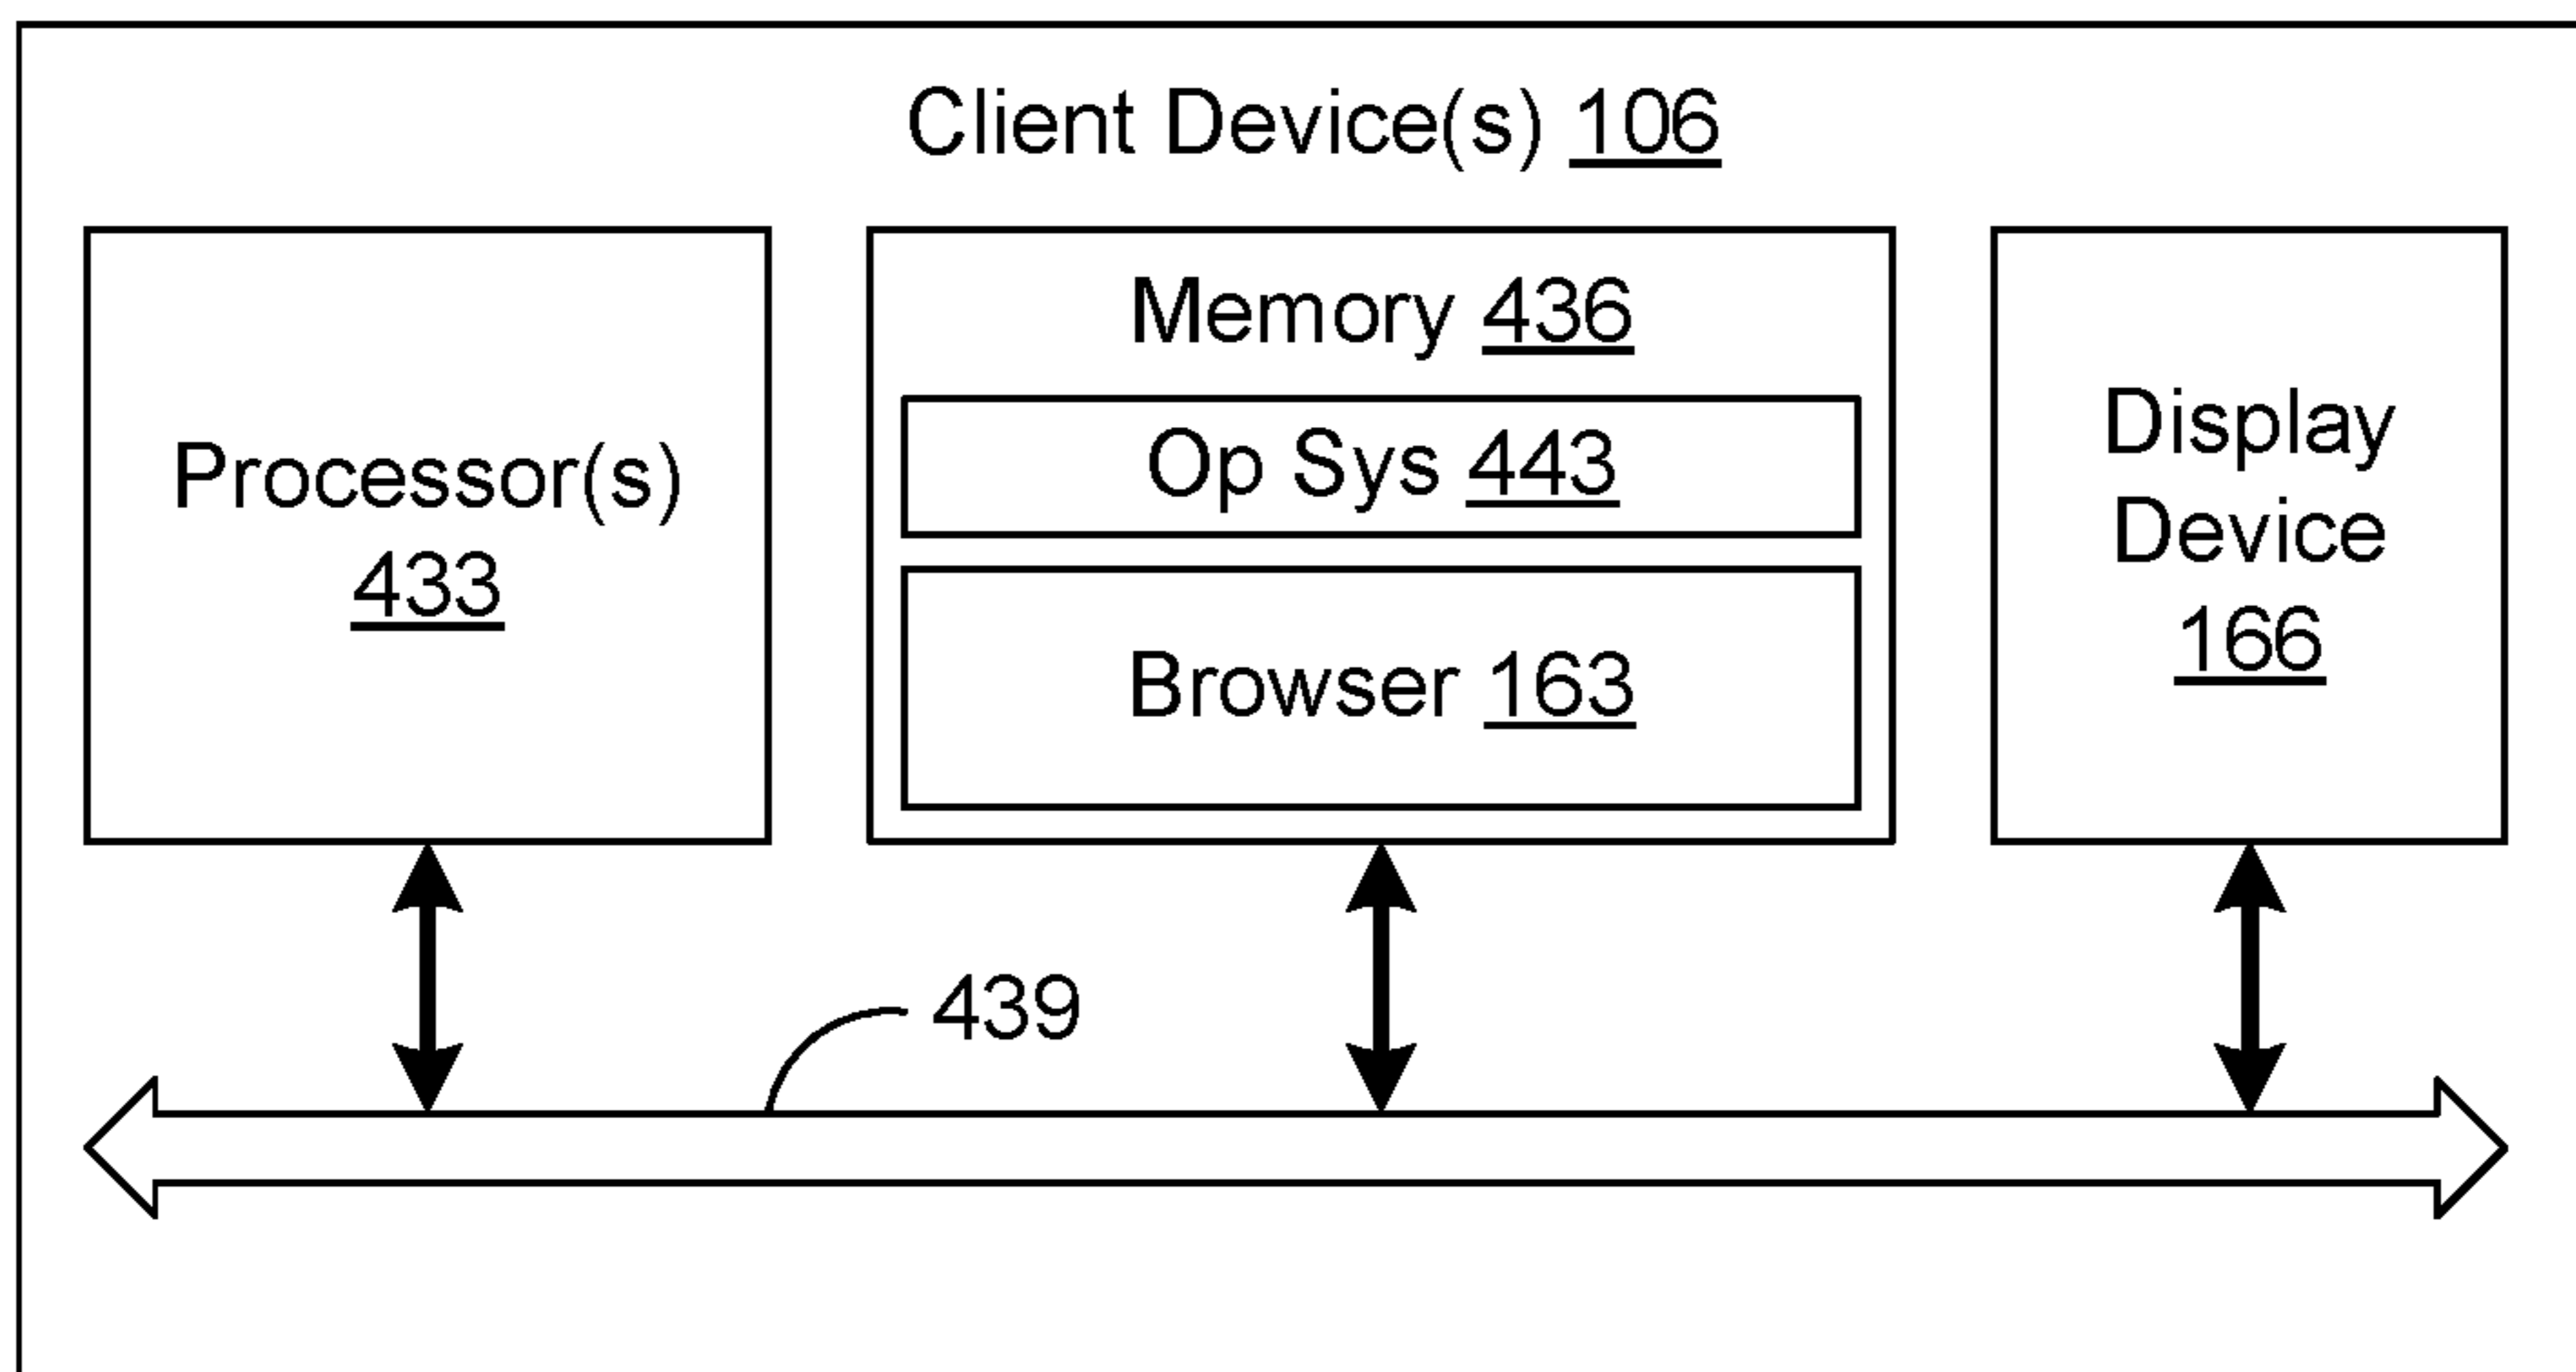 Client Device(s) 106
Processor(s)
433
Memory 436
Op Sys 443
Browser 163
Display
Device
166
439